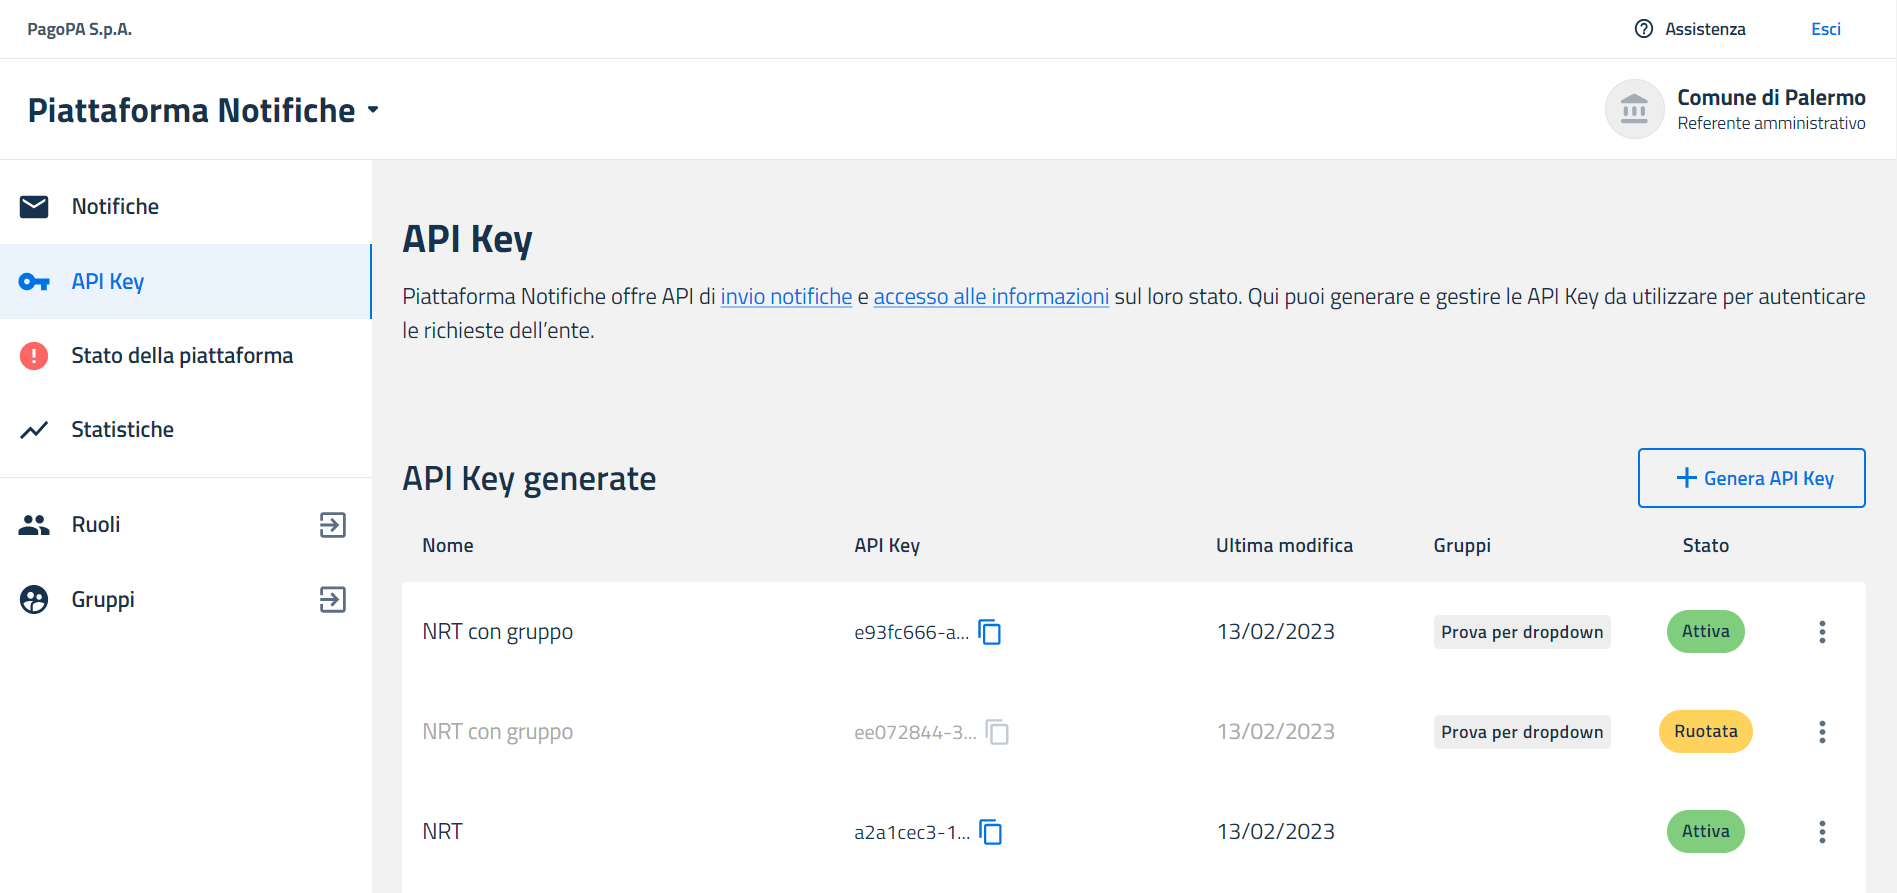 PagoPA S.p.A.
Assistenza
Esci
Piattaforma Notifiche
Comune di Palermo
Referente amministrativo
Notifiche
API Key
Stato della piattaforma
Statistiche
Ruoli
Gruppi
API Key
Piattaforma Notifiche offre API di invio notifiche e accesso alle informazioni sul loro stato. Qui puoi generare e gestire le API Key da utilizzare per autenticare
le richieste dell’ente.
API Key generate
Genera API Key
Nome API Key Ultima modifica Gruppi Stato
NRT con gruppo e93fc666-a... 13/02/2023 Prova per dropdown Attiva
NRT con gruppo ee072844-3... 13/02/2023 Prova per dropdown Ruotata
NRT a2a1cec3-1... 13/02/2023 Attiva